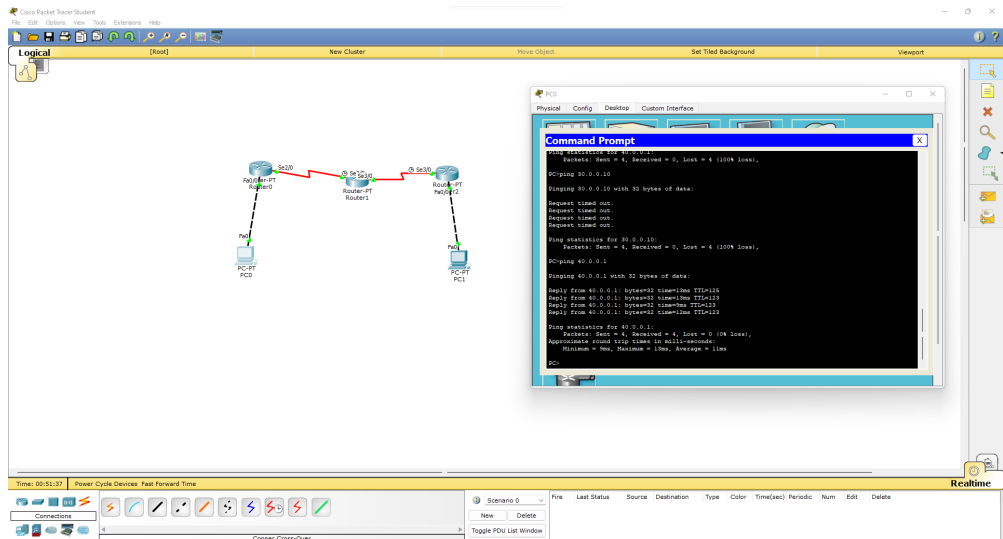 Cisco Packet Tracer Student
File Edit Options View Tools Extensions Help
Logical [Root] New Cluster Move Object Set Tiled Background Viewport
PC0
Physical Config Desktop Custom Interface
Command Prompt X
Ping statistics for 40.0.0.1:
Packets: Sent = 4, Received = 0, Lost = 4 (100% loss),
PC>ping 30.0.0.10
Pinging 30.0.0.10 with 32 bytes of data:
Request timed out.
Request timed out.
Request timed out.
Request timed out.
Ping statistics for 30.0.0.10:
Packets: Sent = 4, Received = 0, Lost = 4 (100% loss),
PC>ping 40.0.0.1
Pinging 40.0.0.1 with 32 bytes of data:
Reply from 40.0.0.1: bytes=32 time=13ms TTL=125
Reply from 40.0.0.1: bytes=32 time=13ms TTL=123
Reply from 40.0.0.1: bytes=32 time=9ms TTL=123
Reply from 40.0.0.1: bytes=32 time=12ms TTL=123
Ping statistics for 40.0.0.1:
Packets: Sent = 4, Received = 4, Lost = 0 (0% loss),
Approximate round trip times in milli-seconds:
Minimum = 9ms, Maximum = 13ms, Average = 11ms
PC>
Se2/0
Fa0/0
Router0
Se3/0
Router-PT
Router1
Se3/0
Router-PT
Fa0/0
Fa0
PC-PT
PC0
Fa0
PC-PT
PC1
Time: 00:51:37 Power Cycle Devices Fast Forward Time
Realtime
Connections
Copper Cross-Over
Scenario 0
New Delete
Toggle PDU List Window
Fire Last Status Source Destination Type Color Time(sec) Periodic Num Edit Delete